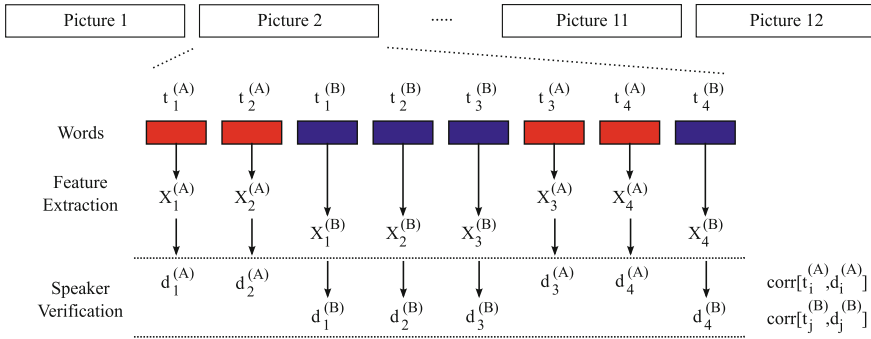 Picture 1 Picture 2 ..... Picture 11 Picture 12
t₁⁽ᴬ⁾ t₂⁽ᴬ⁾ t₁⁽ᴮ⁾ t₂⁽ᴮ⁾ t₃⁽ᴮ⁾ t₃⁽ᴬ⁾ t₄⁽ᴬ⁾ t₄⁽ᴮ⁾
Words
Feature
Extraction
X₁⁽ᴬ⁾ X₂⁽ᴬ⁾ X₃⁽ᴬ⁾ X₄⁽ᴬ⁾
X₁⁽ᴮ⁾ X₂⁽ᴮ⁾ X₃⁽ᴮ⁾ X₄⁽ᴮ⁾
Speaker
Verification
d₁⁽ᴬ⁾ d₂⁽ᴬ⁾ d₃⁽ᴬ⁾ d₄⁽ᴬ⁾
d₁⁽ᴮ⁾ d₂⁽ᴮ⁾ d₃⁽ᴮ⁾ d₄⁽ᴮ⁾
corr[tᵢ⁽ᴬ⁾,dᵢ⁽ᴬ⁾]
corr[tⱼ⁽ᴮ⁾,dⱼ⁽ᴮ⁾]